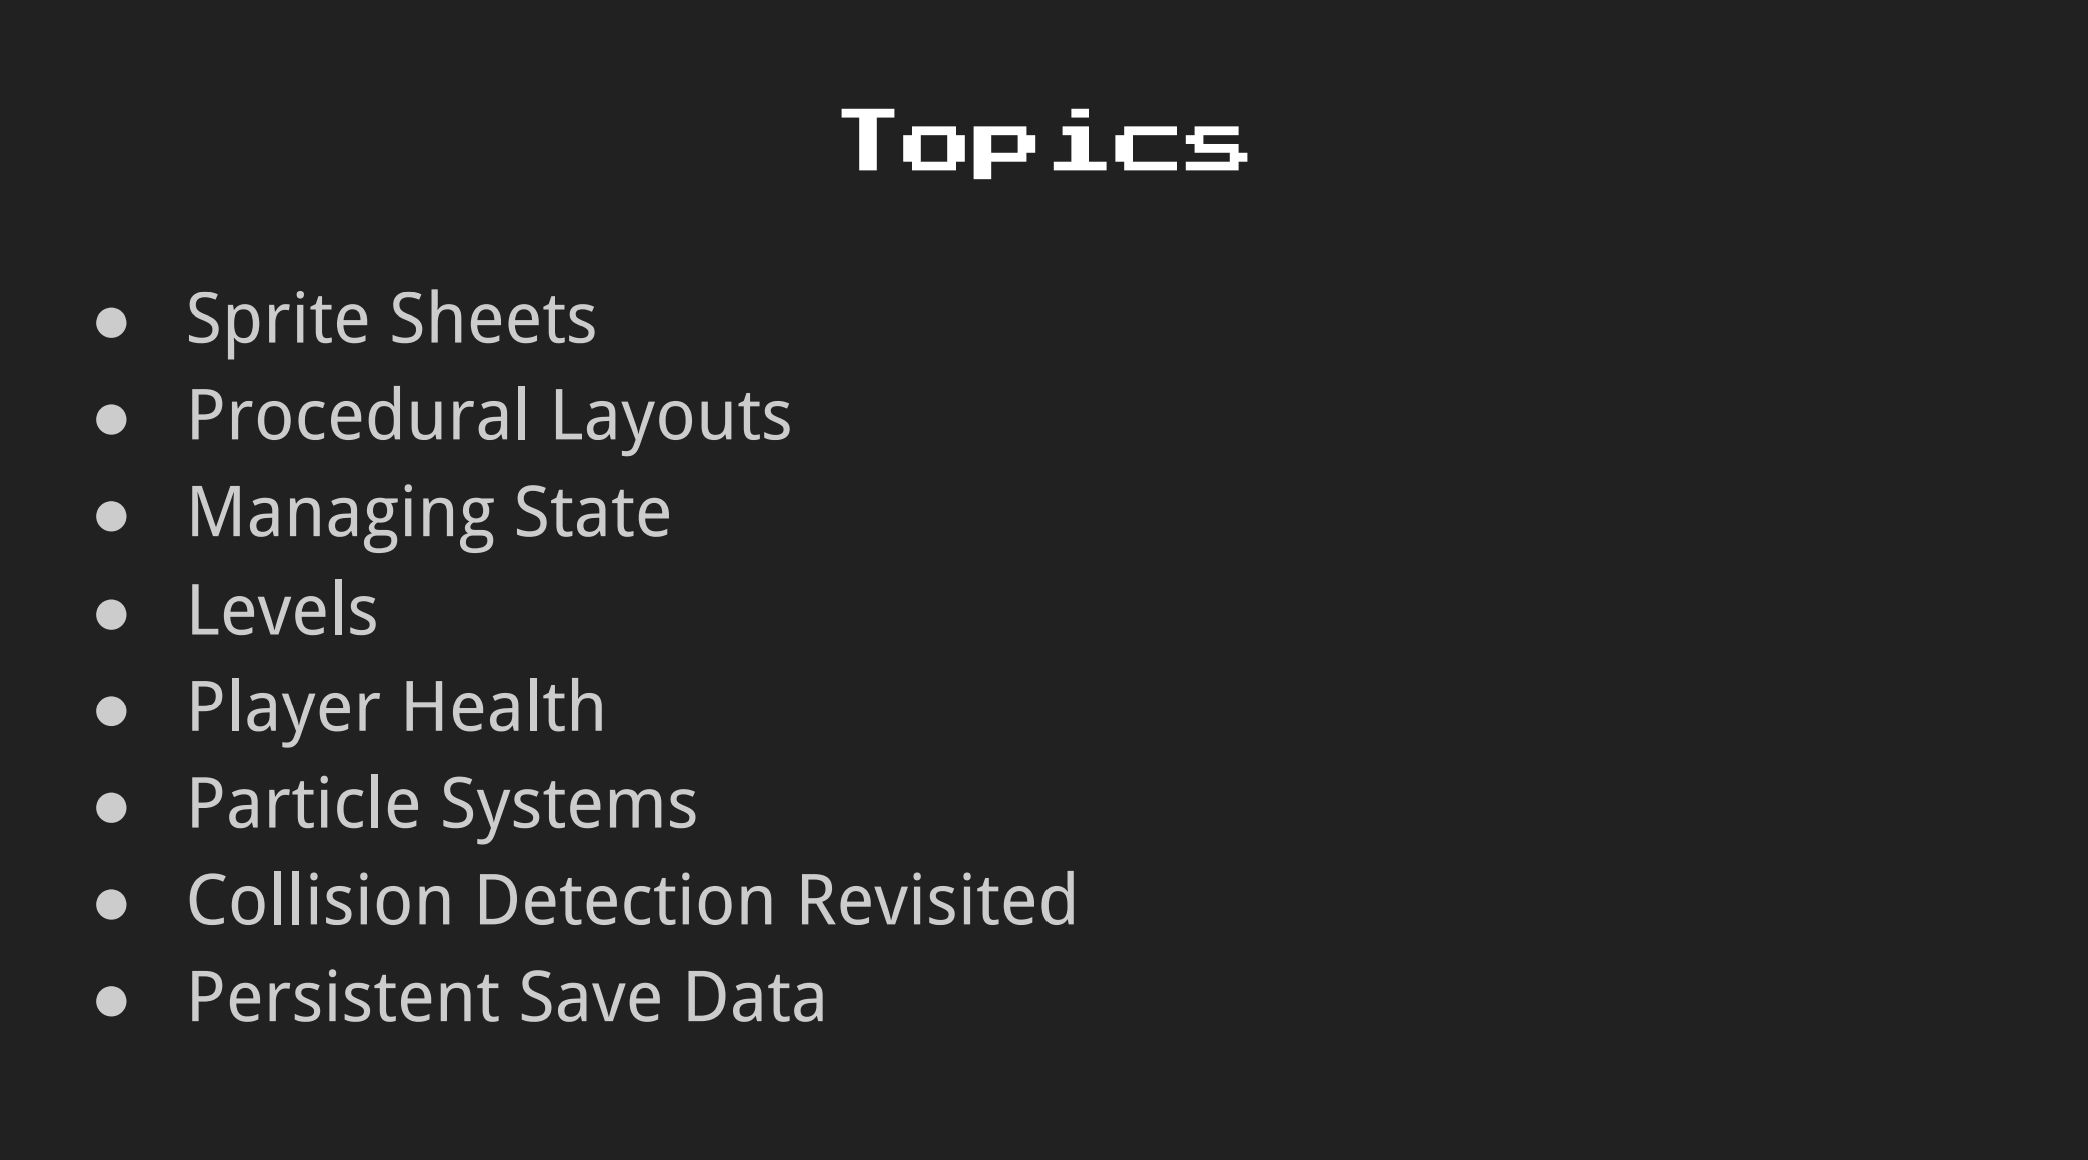 Topics
● Sprite Sheets
● Procedural Layouts
● Managing State
● Levels
● Player Health
● Particle Systems
● Collision Detection Revisited
● Persistent Save Data